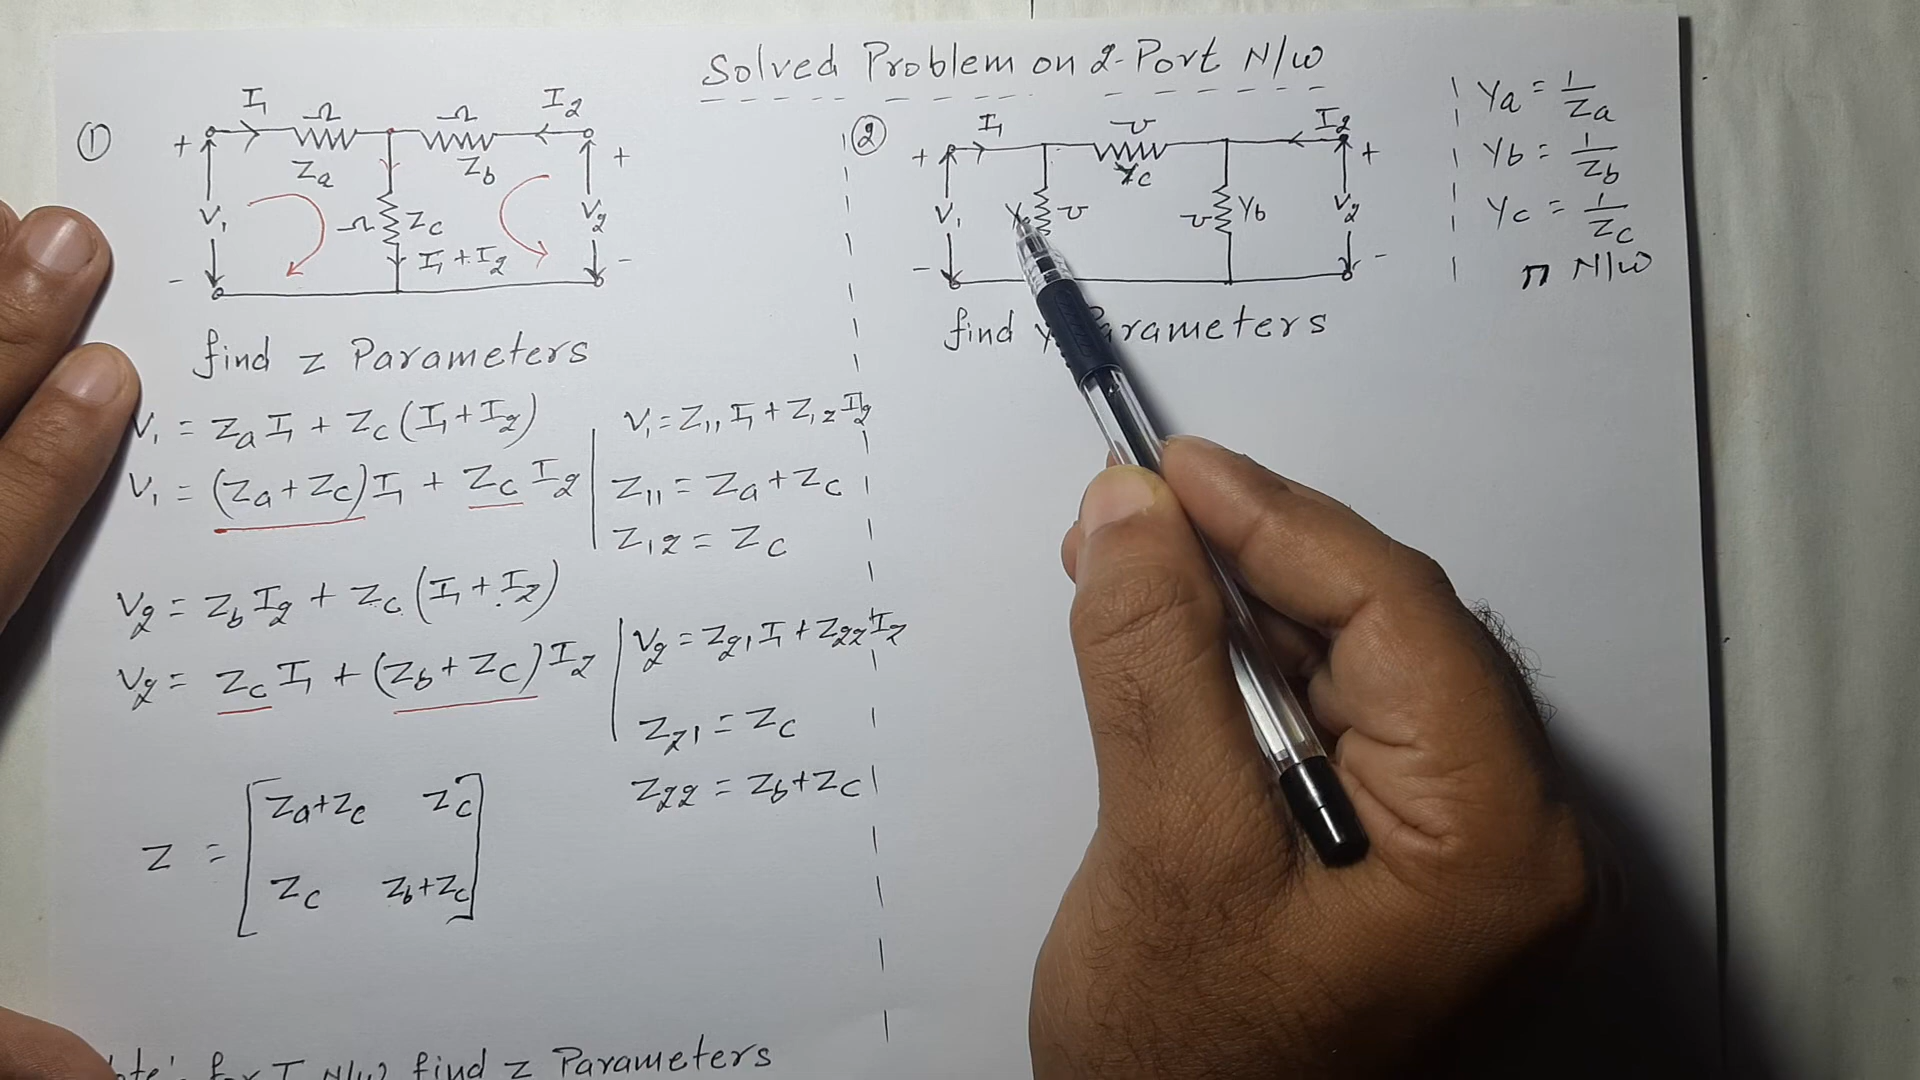 Solved Problem on 2-Port N/W
①
I₁
Ω
Ω
I₂
+
Za
Zb
+
V₁
Ω
Zc
V₂
-
I₁ + I₂
-
find z Parameters
V₁ = Za I₁ + Zc (I₁ + I₂)
V₁ = (Za + Zc) I₁ + Zc I₂
V₁ = Z₁₁ I₁ + Z₁₂ I₂
Z₁₁ = Za + Zc
Z₁₂ = Zc
V₂ = Zb I₂ + Zc (I₁ + I₂)
V₂ = Zc I₁ + (Zb + Zc) I₂
V₂ = Z₂₁ I₁ + Z₂₂ I₂
Z₂₁ = Zc
Z₂₂ = Zb + Zc
Z = [ Za+Zc Zc
Zc Zb+Zc ]
for T N/W find z Parameters
②
I₁
℧
I₂
+
Yc
+
V₁
℧
℧
Yb
V₂
-
-
find Parameters
Ya = 1/Za
Yb = 1/Zb
Yc = 1/Zc
π N/W